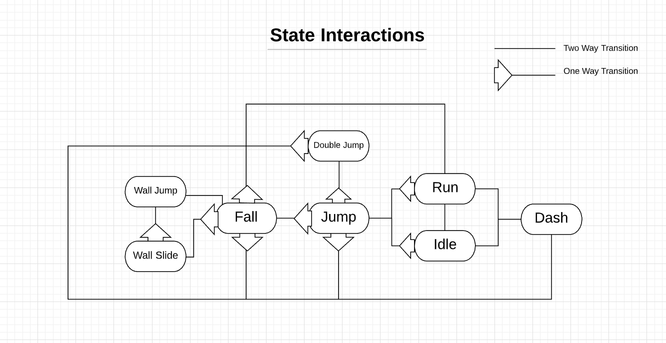 State Interactions
Two Way Transition
One Way Transition
Double Jump
Wall Jump
Run
Fall
Jump
Dash
Idle
Wall Slide